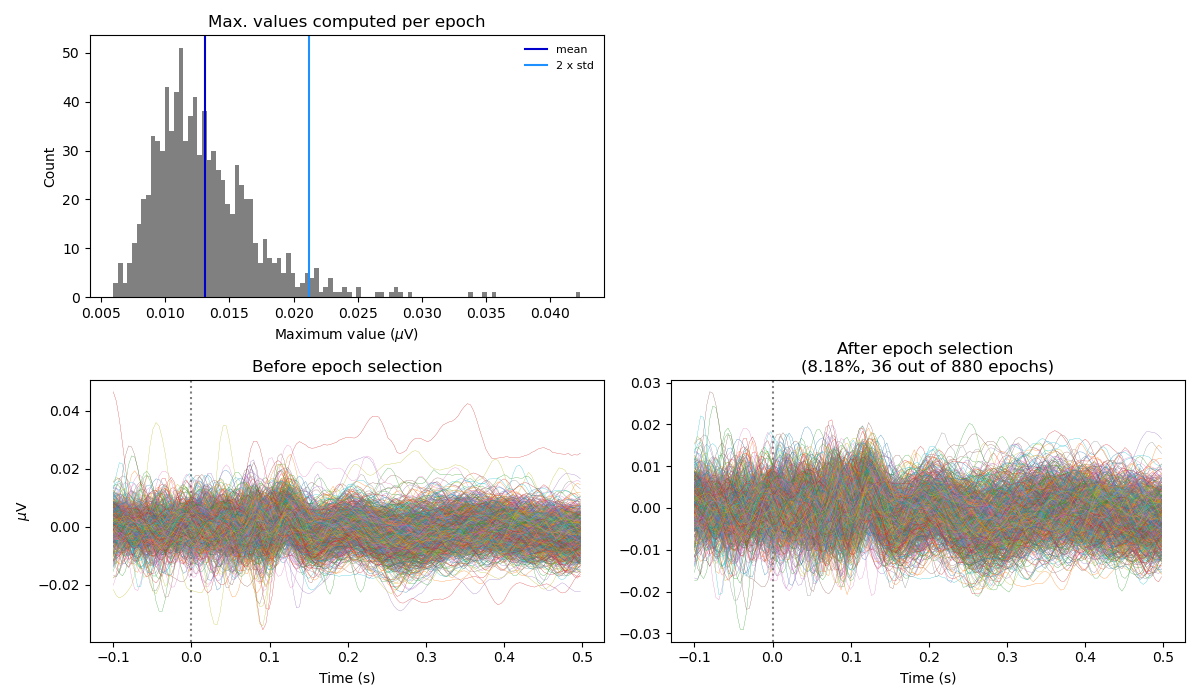 Max. values computed per epoch
50
40
30
20
10
0
Count
mean
2 x std
0.005 0.010 0.015 0.020 0.025 0.030 0.035 0.040
Maximum value (μV)
Before epoch selection
0.04
0.02
0.00
−0.02
μV
−0.1 0.0 0.1 0.2 0.3 0.4 0.5
Time (s)
After epoch selection
(8.18%, 36 out of 880 epochs)
0.03
0.02
0.01
0.00
−0.01
−0.02
−0.03
−0.1 0.0 0.1 0.2 0.3 0.4 0.5
Time (s)